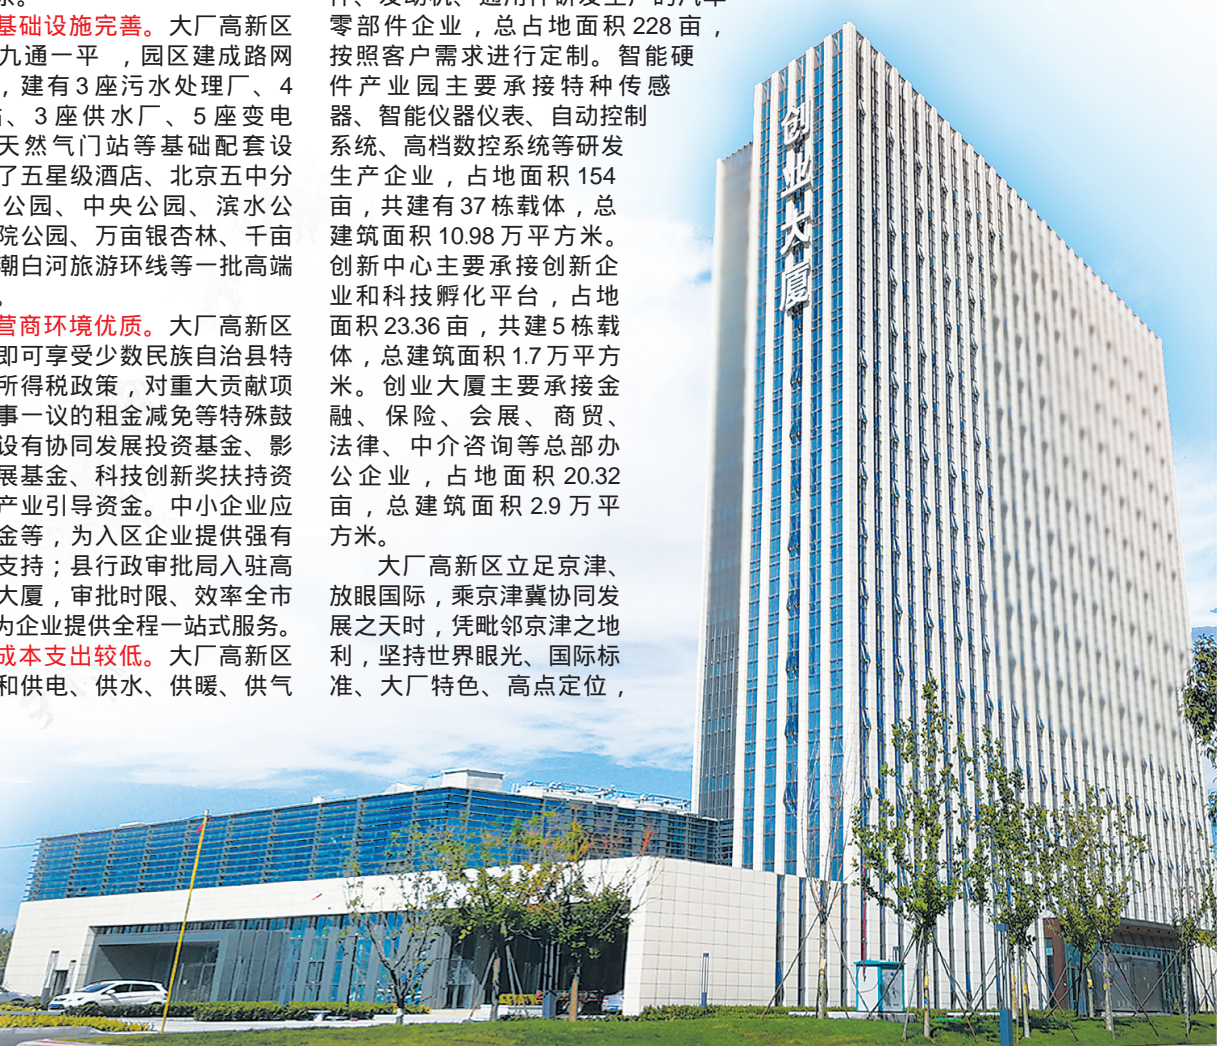 基础设施完善。大厂高新区
九通一平 ，园区建成路网
，建有3座污水处理厂、4
、3座供水厂、5座变电
天然气门站等基础配套设
了五星级酒店、北京五中分
公园、中央公园、滨水公
院公园、万亩银杏林、千亩
潮白河旅游环线等一批高端
。
营商环境优质。大厂高新区
即可享受少数民族自治县特
所得税政策，对重大贡献项
事一议的租金减免等特殊鼓
设有协同发展投资基金、影
展基金、科技创新奖扶持资
产业引导资金。中小企业应
金等，为入区企业提供强有
支持；县行政审批局入驻高
大厦，审批时限、效率全市
为企业提供全程一站式服务。
成本支出较低。大厂高新区
和供电、供水、供暖、供气
零部件企业，总占地面积228亩，
按照客户需求进行定制。智能硬
件产业园主要承接特种传感
器、智能仪器仪表、自动控制
系统、高档数控系统等研发
生产企业，占地面积154
亩，共建有37栋载体，总
建筑面积10.98万平方米。
创新中心主要承接创新企
业和科技孵化平台，占地
面积23.36亩，共建5栋载
体，总建筑面积1.7万平方
米。创业大厦主要承接金
融、保险、会展、商贸、
法律、中介咨询等总部办
公企业，占地面积20.32
亩，总建筑面积2.9万平
方米。
大厂高新区立足京津、
放眼国际，乘京津冀协同发
展之天时，凭毗邻京津之地
利，坚持世界眼光、国际标
准、大厂特色、高点定位，
创业大厦